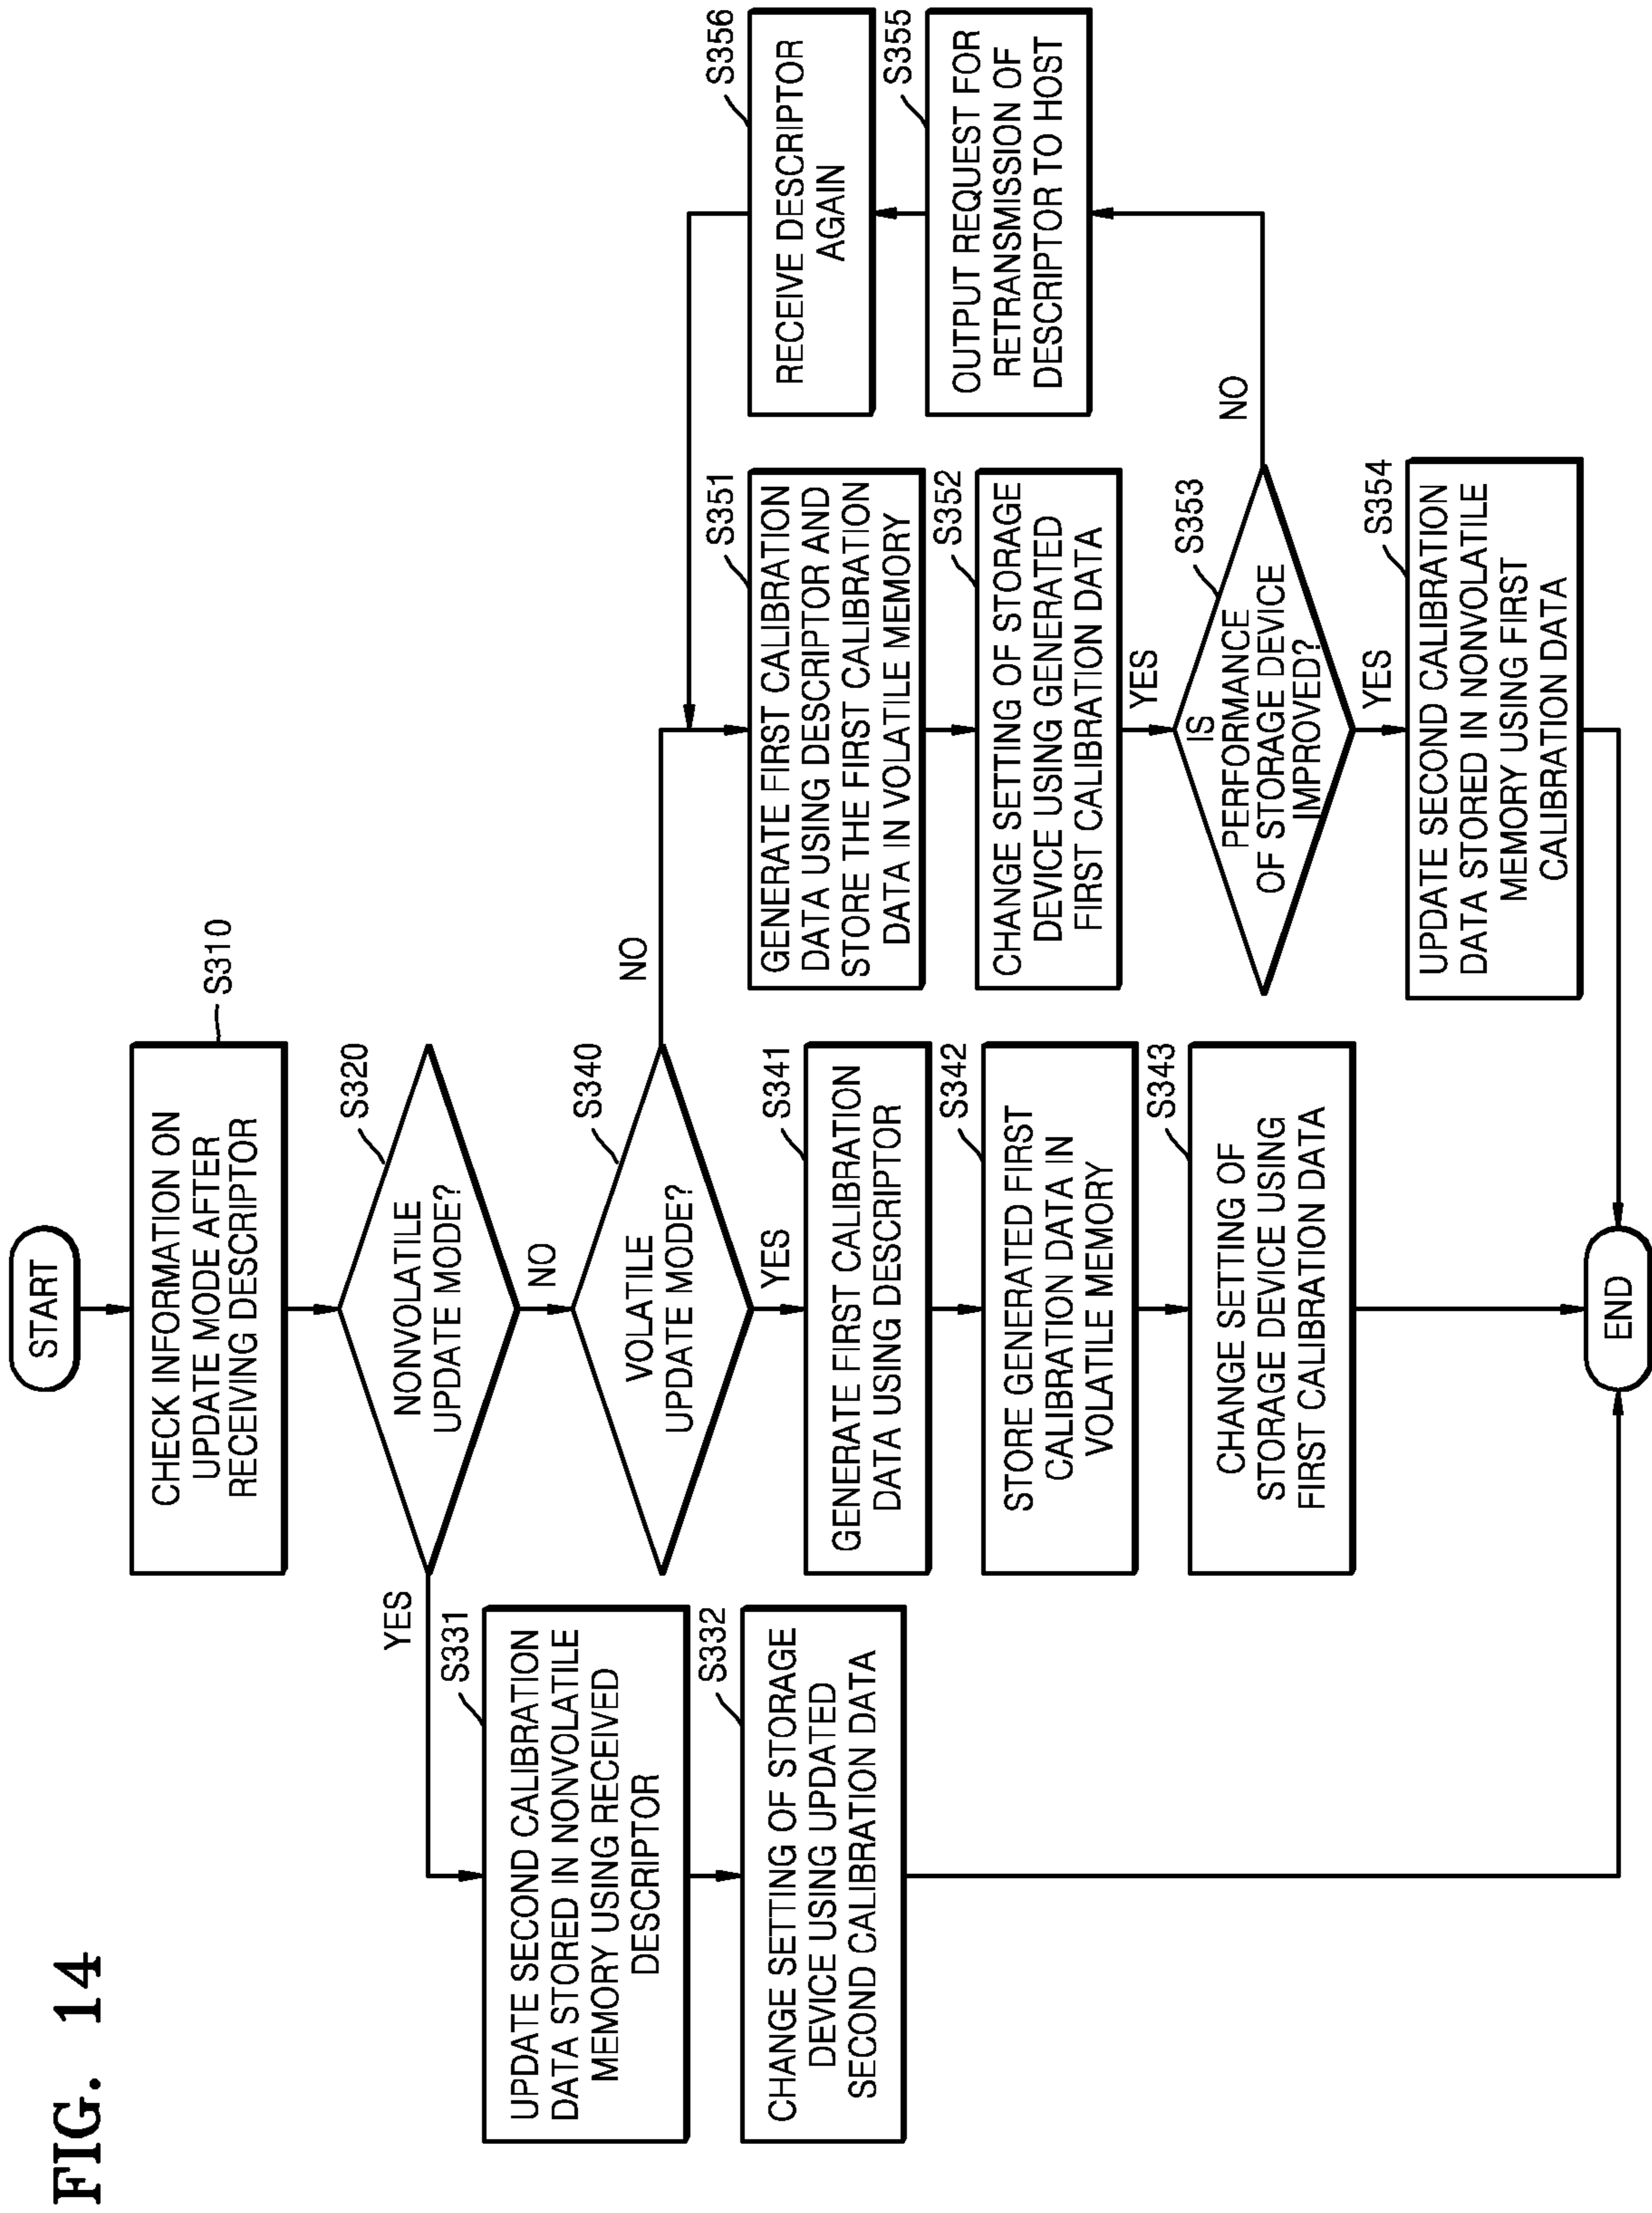 FIG. 14
START
CHECK INFORMATION ON
UPDATE MODE AFTER
RECEIVING DESCRIPTOR
S310
NONVOLATILE
UPDATE MODE?
S320
YES
NO
UPDATE SECOND CALIBRATION
DATA STORED IN NONVOLATILE
MEMORY USING RECEIVED
DESCRIPTOR
S331
CHANGE SETTING OF STORAGE
DEVICE USING UPDATED
SECOND CALIBRATION DATA
S332
VOLATILE
UPDATE MODE?
S340
YES
NO
GENERATE FIRST CALIBRATION
DATA USING DESCRIPTOR
S341
STORE GENERATED FIRST
CALIBRATION DATA IN
VOLATILE MEMORY
S342
CHANGE SETTING OF
STORAGE DEVICE USING
FIRST CALIBRATION DATA
S343
GENERATE FIRST CALIBRATION
DATA USING DESCRIPTOR AND
STORE THE FIRST CALIBRATION
DATA IN VOLATILE MEMORY
S351
CHANGE SETTING OF STORAGE
DEVICE USING GENERATED
FIRST CALIBRATION DATA
S352
YES
IS
PERFORMANCE
OF STORAGE DEVICE
IMPROVED?
S353
NO
YES
UPDATE SECOND CALIBRATION
DATA STORED IN NONVOLATILE
MEMORY USING FIRST
CALIBRATION DATA
S354
OUTPUT REQUEST FOR
RETRANSMISSION OF
DESCRIPTOR TO HOST
S355
RECEIVE DESCRIPTOR
AGAIN
S356
END